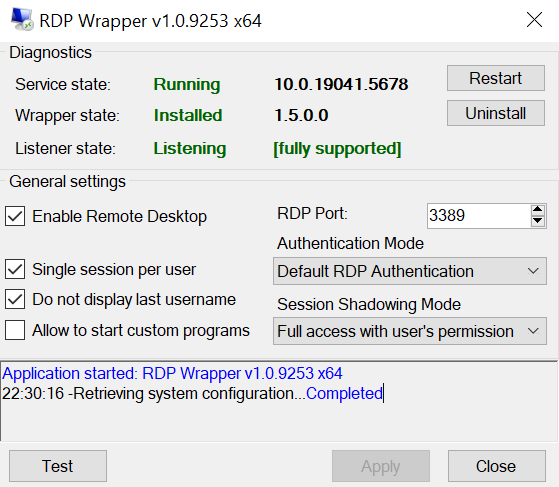 RDP Wrapper v1.0.9253 x64
Diagnostics
Service state: Running 10.0.19041.5678 Restart
Wrapper state: Installed 1.5.0.0 Uninstall
Listener state: Listening [fully supported]
General settings
Enable Remote Desktop RDP Port: 3389
Authentication Mode
Single session per user Default RDP Authentication
Do not display last username Session Shadowing Mode
Allow to start custom programs Full access with user's permission
Application started: RDP Wrapper v1.0.9253 x64
22:30:16 -Retrieving system configuration...Completed
Test Apply Close